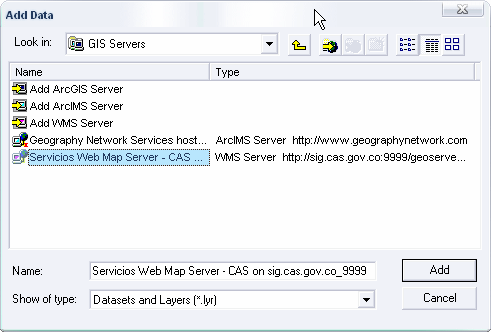 Add Data
Look in: GIS Servers
Name Type
Add ArcGIS Server
Add ArcIMS Server
Add WMS Server
Geography Network Services host... ArcIMS Server http://www.geographynetwork.com
Servicios Web Map Server - CAS ... WMS Server http://sig.cas.gov.co:9999/geoserve...
Name: Servicios Web Map Server - CAS on sig.cas.gov.co_9999
Add
Show of type: Datasets and Layers (*.lyr)
Cancel